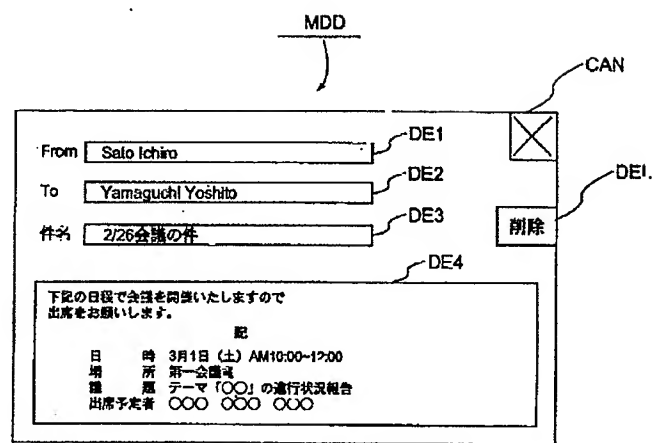 MDD
CAN
From Sato Ichiro DE1
To Yamaguchi Yoshito DE2
DEL
件名 2/26会議の件 DE3
削除
DE4
下記の日程で会議を開催いたしますので
出席をお願いします。
記
日 時 3月1日（土）AM10:00~12:00
場 所 第一会議室
議 題 テーマ「〇〇」の進行状況報告
出席予定者 〇〇〇 〇〇〇 〇〇〇